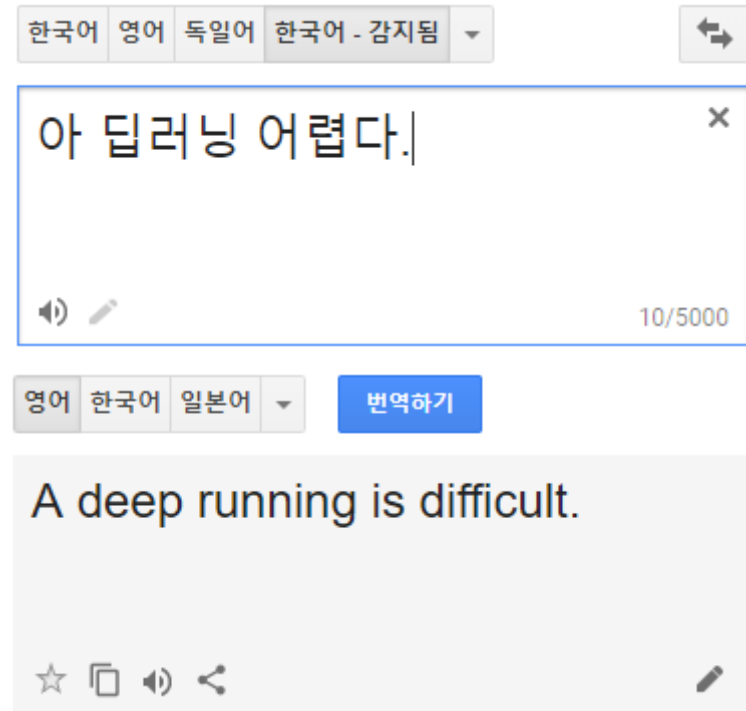 한국어 영어 독일어 한국어 - 감지됨
아 딥러닝 어렵다.
10/5000
영어 한국어 일본어 번역하기
A deep running is difficult.